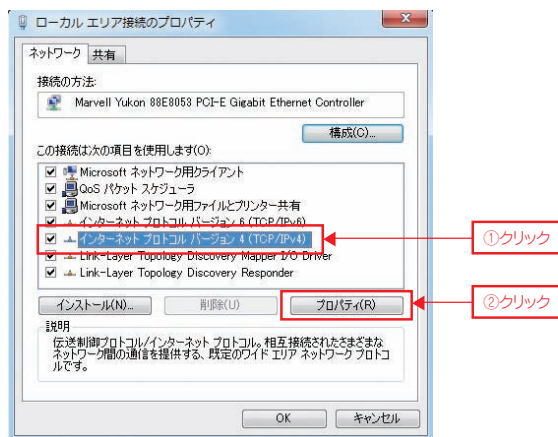 ローカル エリア接続のプロパティ
ネットワーク 共有
接続の方法:
Marvell Yukon 88E8053 PCI-E Gigabit Ethernet Controller
構成(C)...
この接続は次の項目を使用します(O):
Microsoft ネットワーク用クライアント
QoS パケット スケジューラ
Microsoft ネットワーク用ファイルとプリンター共有
インターネット プロトコル バージョン 6 (TCP/IPv6)
インターネット プロトコル バージョン 4 (TCP/IPv4)
①クリック
Link-Layer Topology Discovery Mapper I/O Driver
Link-Layer Topology Discovery Responder
インストール(N)... 削除(U) プロパティ(R)
②クリック
説明
伝送制御プロトコル/インターネット プロトコル。相互接続されたさまざまな
ネットワーク間の通信を提供する、既定のワイド エリア ネットワーク プロトコ
ルです。
OK キャンセル